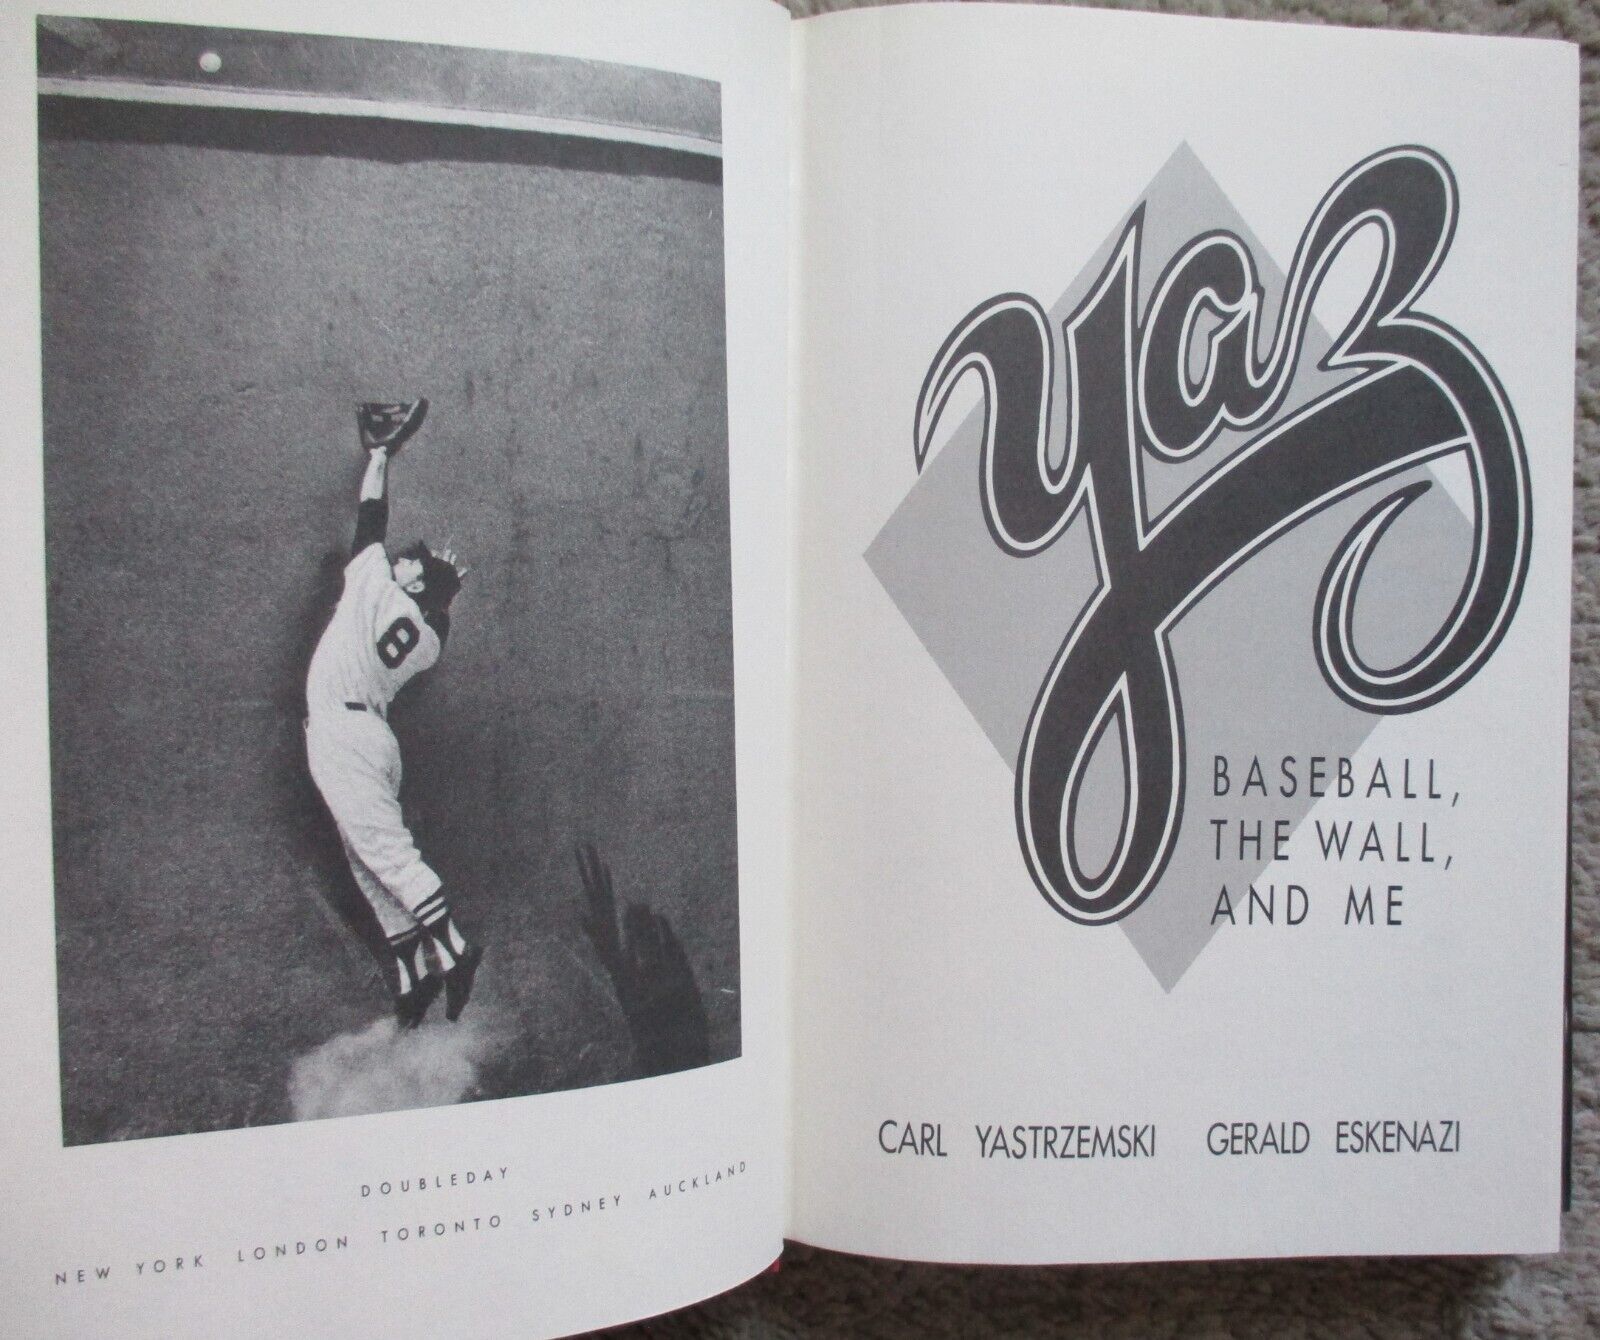 8
DOUBLEDAY
NEW YORK LONDON TORONTO SYDNEY AUCKLAND
yaz
BASEBALL,
THE WALL,
AND ME
CARL YASTRZEMSKI GERALD ESKENAZI